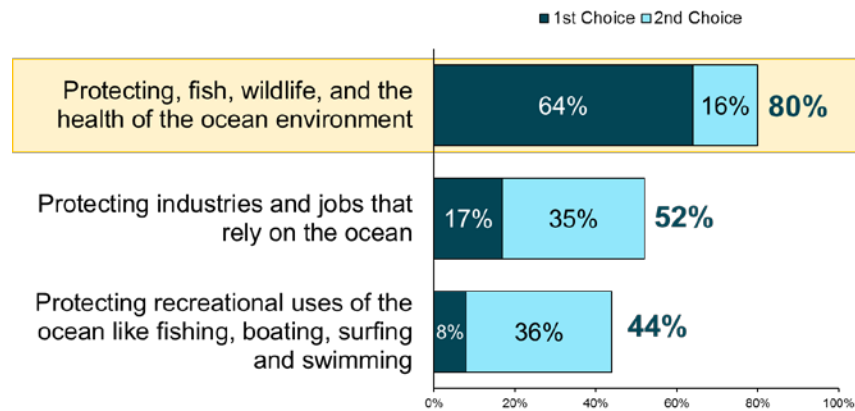 1st Choice 2nd Choice
Protecting, fish, wildlife, and the
health of the ocean environment
64% 16% 80%
Protecting industries and jobs that
rely on the ocean
17% 35% 52%
Protecting recreational uses of the
ocean like fishing, boating, surfing
and swimming
8% 36% 44%
0% 20% 40% 60% 80% 100%